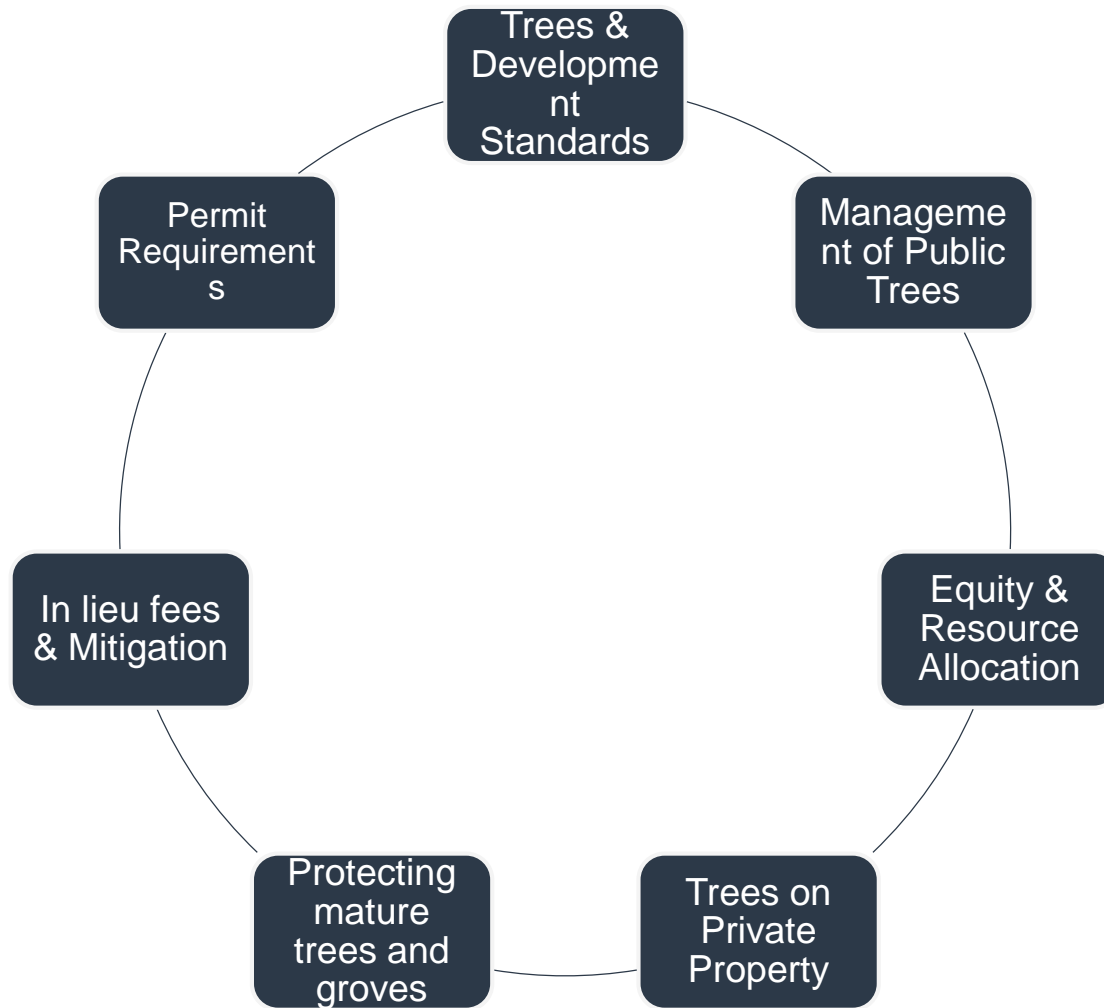 Trees &
Developme
nt
Standards
Manageme
nt of Public
Trees
Equity &
Resource
Allocation
Trees on
Private
Property
Protecting
mature
trees and
groves
In lieu fees
& Mitigation
Permit
Requirement
s